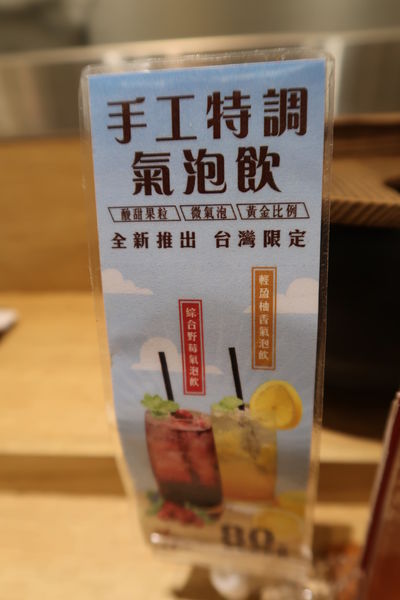 手工特調
氣泡飲
酸甜果粒 微氣泡 黃金比例
全新推出 台灣限定
輕盈柚香氣泡飲
綜合野莓氣泡飲
80